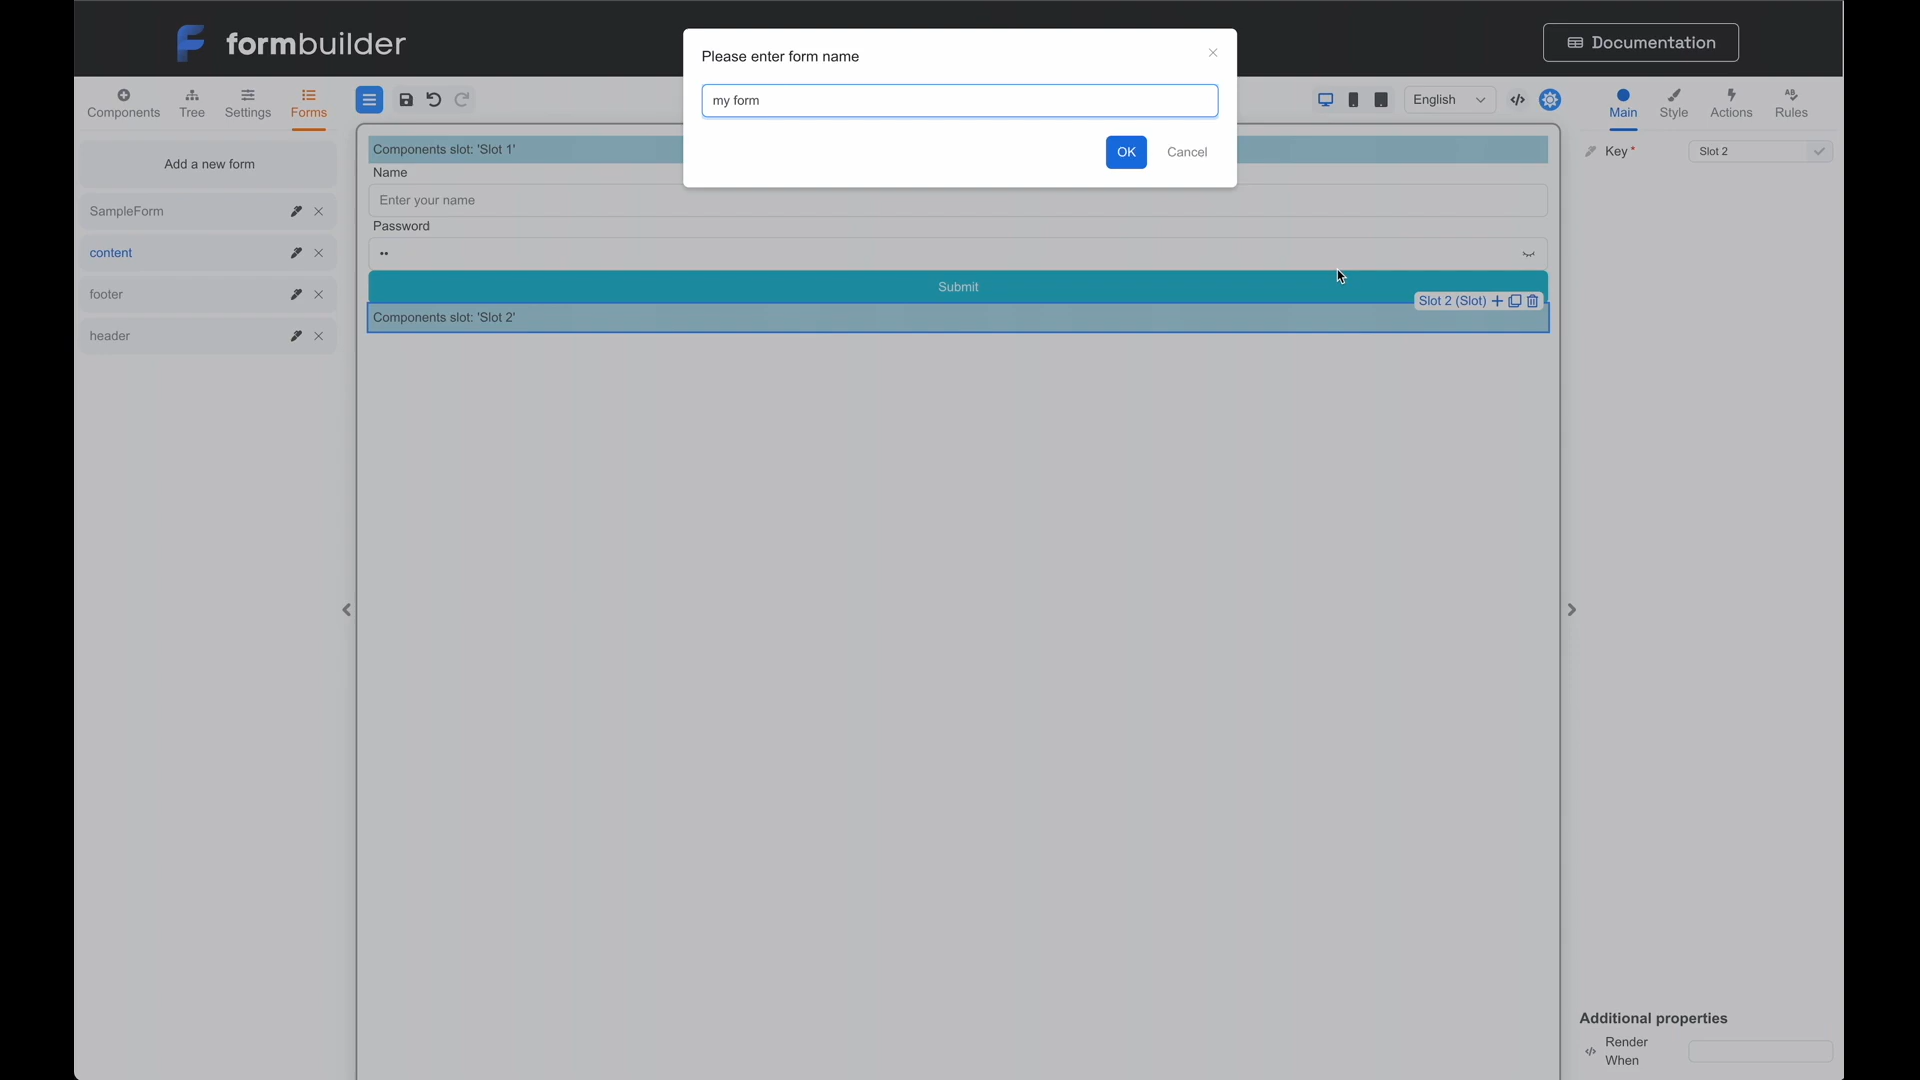 formbuilder
Documentation
Please enter form name
my form
OK Cancel
Components Tree Settings Forms
English
Main Style Actions Rules
Add a new form
SampleForm
content
footer
header
Components slot: 'Slot 1'
Name
Enter your name
Password
Submit
Slot 2 (Slot)
Components slot: 'Slot 2'
Key* Slot 2
Additional properties
Render
When